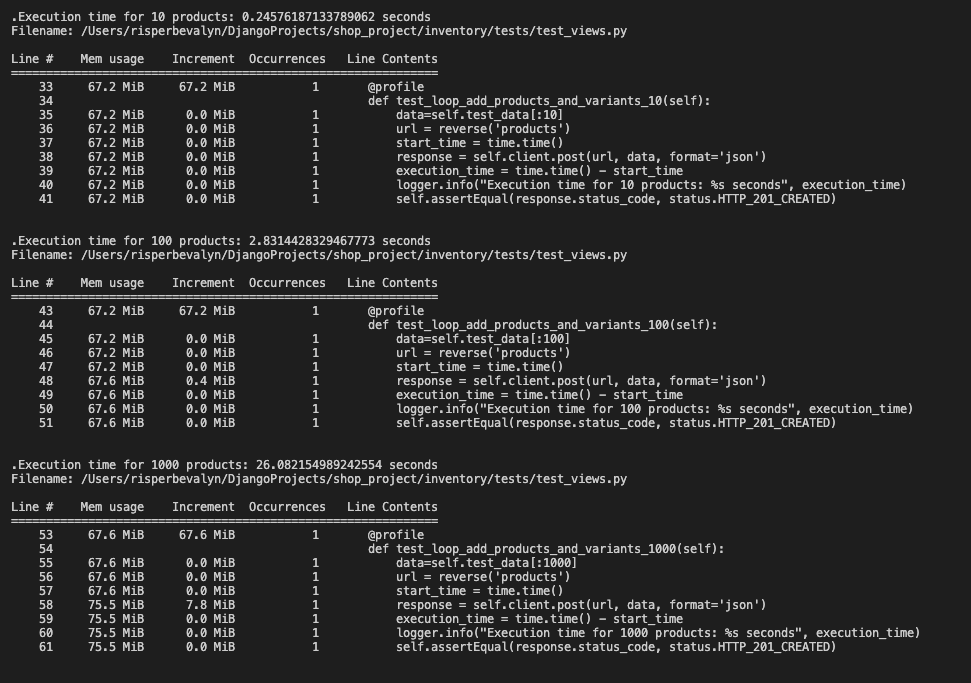 .Execution time for 10 products: 0.24576187133789062 seconds
Filename: /Users/risperbevalyn/DjangoProjects/shop_project/inventory/tests/test_views.py
Line #    Mem usage    Increment  Occurrences   Line Contents
=============================================================
    33     67.2 MiB     67.2 MiB           1       @profile
    34                                             def test_loop_add_products_and_variants_10(self):
    35     67.2 MiB      0.0 MiB           1           data=self.test_data[:10]
    36     67.2 MiB      0.0 MiB           1           url = reverse('products')
    37     67.2 MiB      0.0 MiB           1           start_time = time.time()
    38     67.2 MiB      0.0 MiB           1           response = self.client.post(url, data, format='json')
    39     67.2 MiB      0.0 MiB           1           execution_time = time.time() - start_time
    40     67.2 MiB      0.0 MiB           1           logger.info("Execution time for 10 products: %s seconds", execution_time)
    41     67.2 MiB      0.0 MiB           1           self.assertEqual(response.status_code, status.HTTP_201_CREATED)
.Execution time for 100 products: 2.8314428329467773 seconds
Filename: /Users/risperbevalyn/DjangoProjects/shop_project/inventory/tests/test_views.py
Line #    Mem usage    Increment  Occurrences   Line Contents
=============================================================
    43     67.2 MiB     67.2 MiB           1       @profile
    44                                             def test_loop_add_products_and_variants_100(self):
    45     67.2 MiB      0.0 MiB           1           data=self.test_data[:100]
    46     67.2 MiB      0.0 MiB           1           url = reverse('products')
    47     67.2 MiB      0.0 MiB           1           start_time = time.time()
    48     67.6 MiB      0.4 MiB           1           response = self.client.post(url, data, format='json')
    49     67.6 MiB      0.0 MiB           1           execution_time = time.time() - start_time
    50     67.6 MiB      0.0 MiB           1           logger.info("Execution time for 100 products: %s seconds", execution_time)
    51     67.6 MiB      0.0 MiB           1           self.assertEqual(response.status_code, status.HTTP_201_CREATED)
.Execution time for 1000 products: 26.082154989242554 seconds
Filename: /Users/risperbevalyn/DjangoProjects/shop_project/inventory/tests/test_views.py
Line #    Mem usage    Increment  Occurrences   Line Contents
=============================================================
    53     67.6 MiB     67.6 MiB           1       @profile
    54                                             def test_loop_add_products_and_variants_1000(self):
    55     67.6 MiB      0.0 MiB           1           data=self.test_data[:1000]
    56     67.6 MiB      0.0 MiB           1           url = reverse('products')
    57     67.6 MiB      0.0 MiB           1           start_time = time.time()
    58     75.5 MiB      7.8 MiB           1           response = self.client.post(url, data, format='json')
    59     75.5 MiB      0.0 MiB           1           execution_time = time.time() - start_time
    60     75.5 MiB      0.0 MiB           1           logger.info("Execution time for 1000 products: %s seconds", execution_time)
    61     75.5 MiB      0.0 MiB           1           self.assertEqual(response.status_code, status.HTTP_201_CREATED)